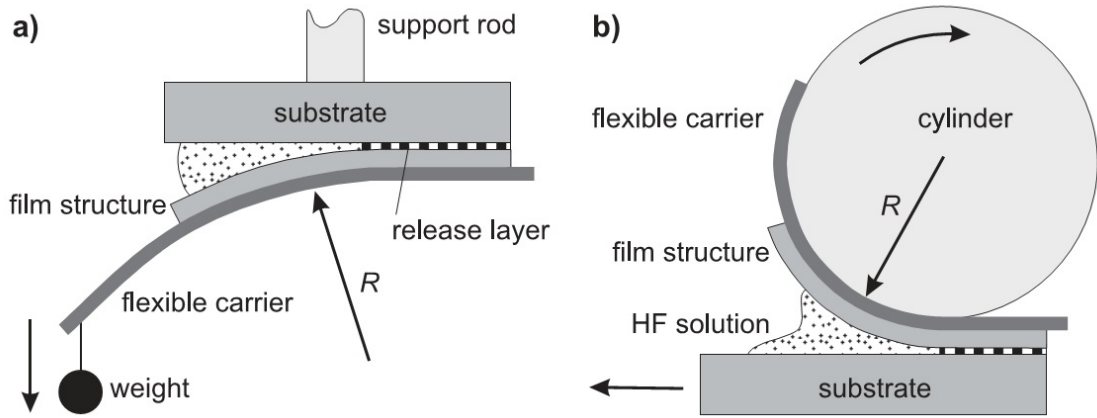 a)
support rod
substrate
film structure
release layer
R
flexible carrier
weight
b)
flexible carrier
cylinder
R
film structure
HF solution
substrate